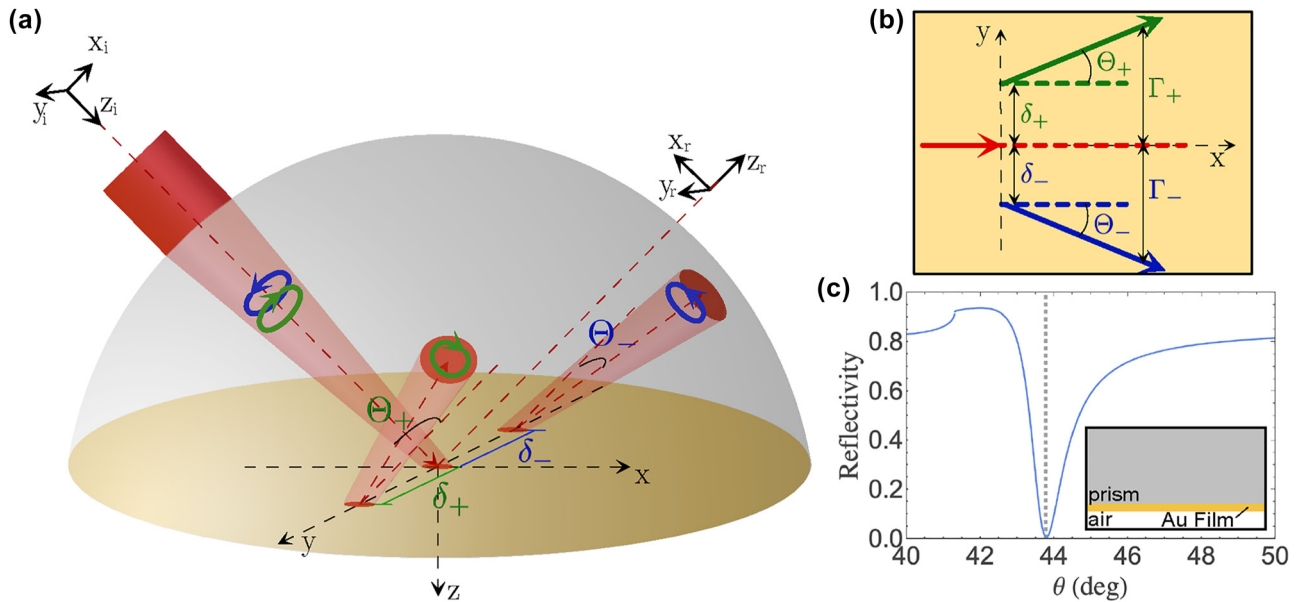 (a)
x_i
y_i
z_i
x_r
z_r
y_r
Θ_−
Θ_+
δ_−
δ_+
x
y
z
(b)
y
Θ_+
Γ_+
δ_+
x
δ_−
Γ_−
Θ_−
(c)
1.0
0.8
0.6
0.4
0.2
0.0
Reflectivity
prism
air
Au Film
40
42
44
46
48
50
θ (deg)